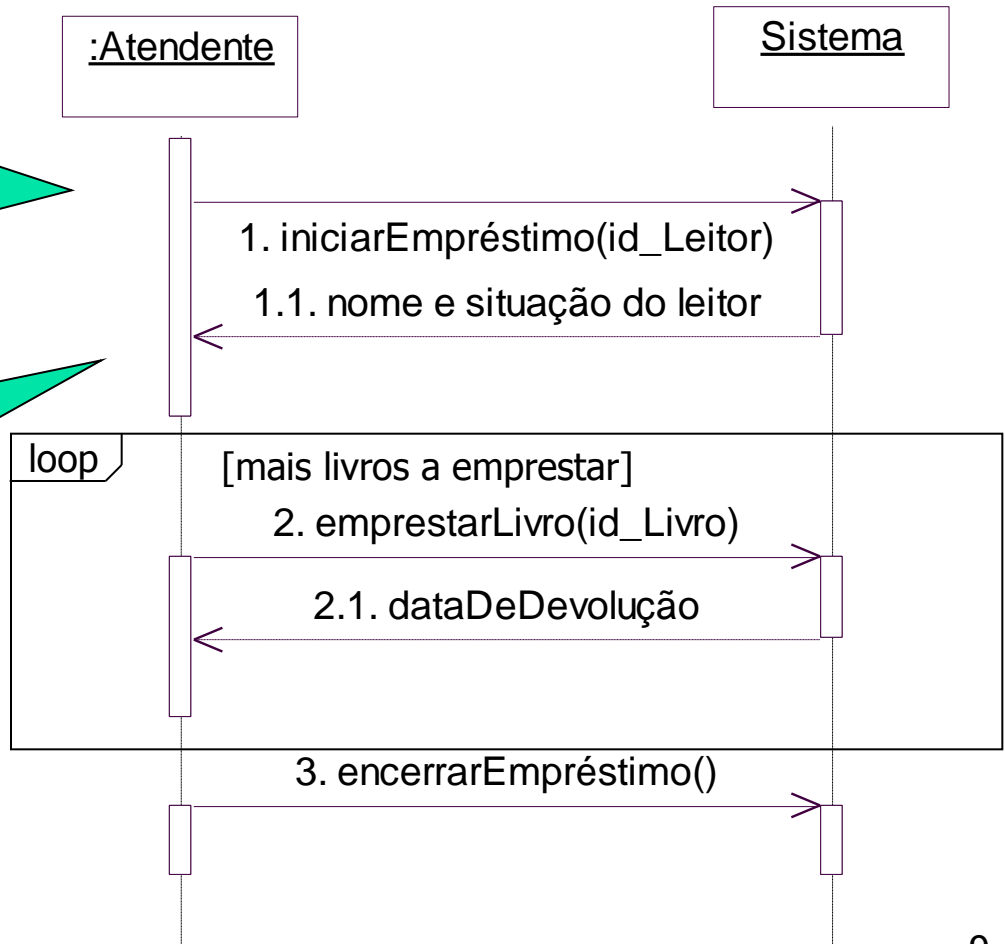 :Atendente
Sistema
1. iniciarEmpréstimo(id_Leitor)
1.1. nome e situação do leitor
loop
[mais livros a emprestar]
2. emprestarLivro(id_Livro)
2.1. dataDeDevolução
3. encerrarEmpréstimo()